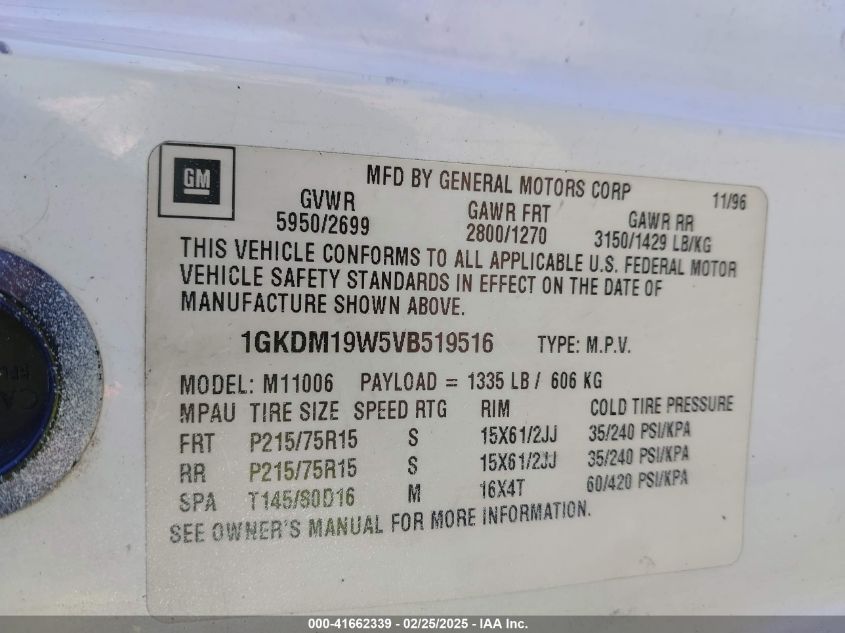 GM
MFD BY GENERAL MOTORS CORP 11/96
GVWR GAWR FRT GAWR RR
5950/2699 2800/1270 3150/1429 LB/KG
THIS VEHICLE CONFORMS TO ALL APPLICABLE U.S. FEDERAL MOTOR
VEHICLE SAFETY STANDARDS IN EFFECT ON THE DATE OF
MANUFACTURE SHOWN ABOVE.
1GKDM19W5VB519516 TYPE: M.P.V.
MODEL: M11006 PAYLOAD = 1335 LB/ 606 KG
MPAU TIRE SIZE SPEED RTG RIM COLD TIRE PRESSURE
FRT P215/75R15 S 15X61/2JJ 35/240 PSI/KPA
RR P215/75R15 S 15X61/2JJ 35/240 PSI/KPA
SPA T145/80D16 M 16X4T 60/420 PSI/KPA
SEE OWNER'S MANUAL FOR MORE INFORMATION.
000-41662339 / 02/25/2025 - IAA Inc.